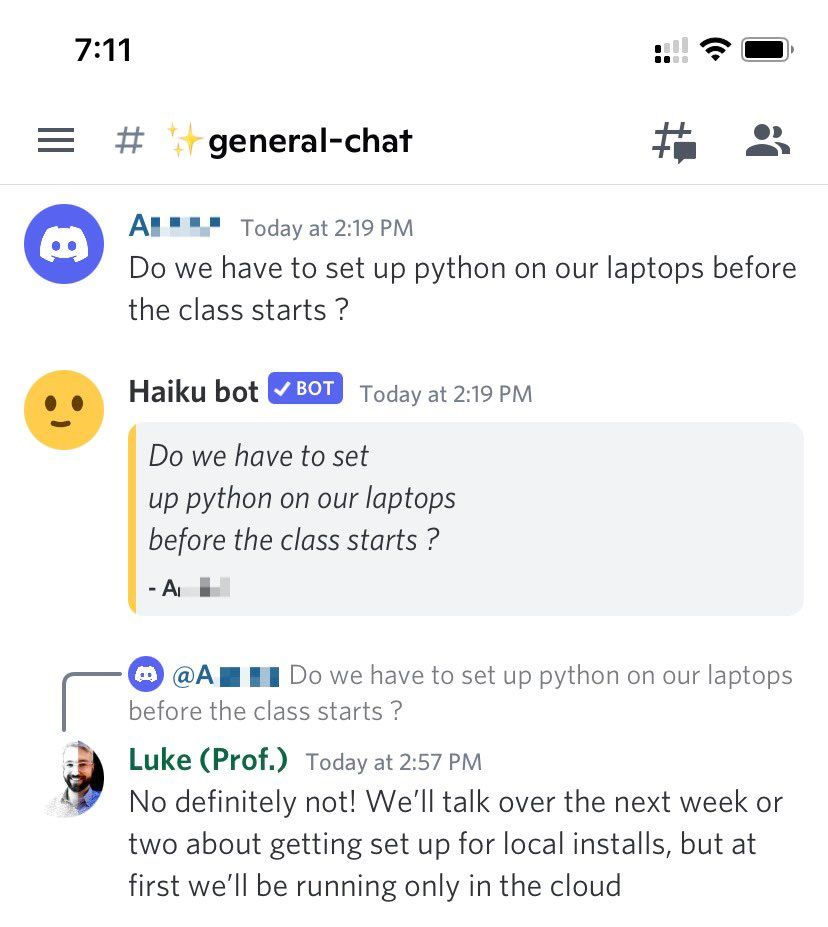 7:11
# ✨general-chat
A Today at 2:19 PM
Do we have to set up python on our laptops before
the class starts ?
Haiku bot ✓ BOT Today at 2:19 PM
Do we have to set
up python on our laptops
before the class starts ?
- A
@A Do we have to set up python on our laptops
before the class starts ?
Luke (Prof.) Today at 2:57 PM
No definitely not! We’ll talk over the next week or
two about getting set up for local installs, but at
first we’ll be running only in the cloud